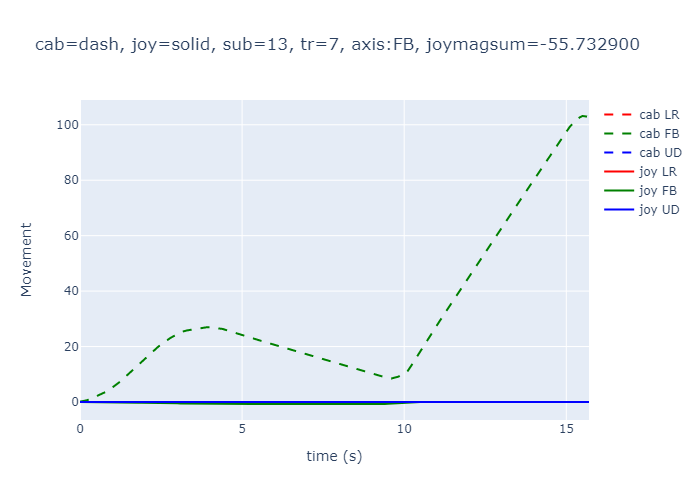 cab=dash, joy=solid, sub=13, tr=7, axis:FB, joymagsum=-55.732900
cab LR
cab FB
cab UD
joy LR
joy FB
joy UD
Movement
100
80
60
40
20
0
0 5 10 15
time (s)